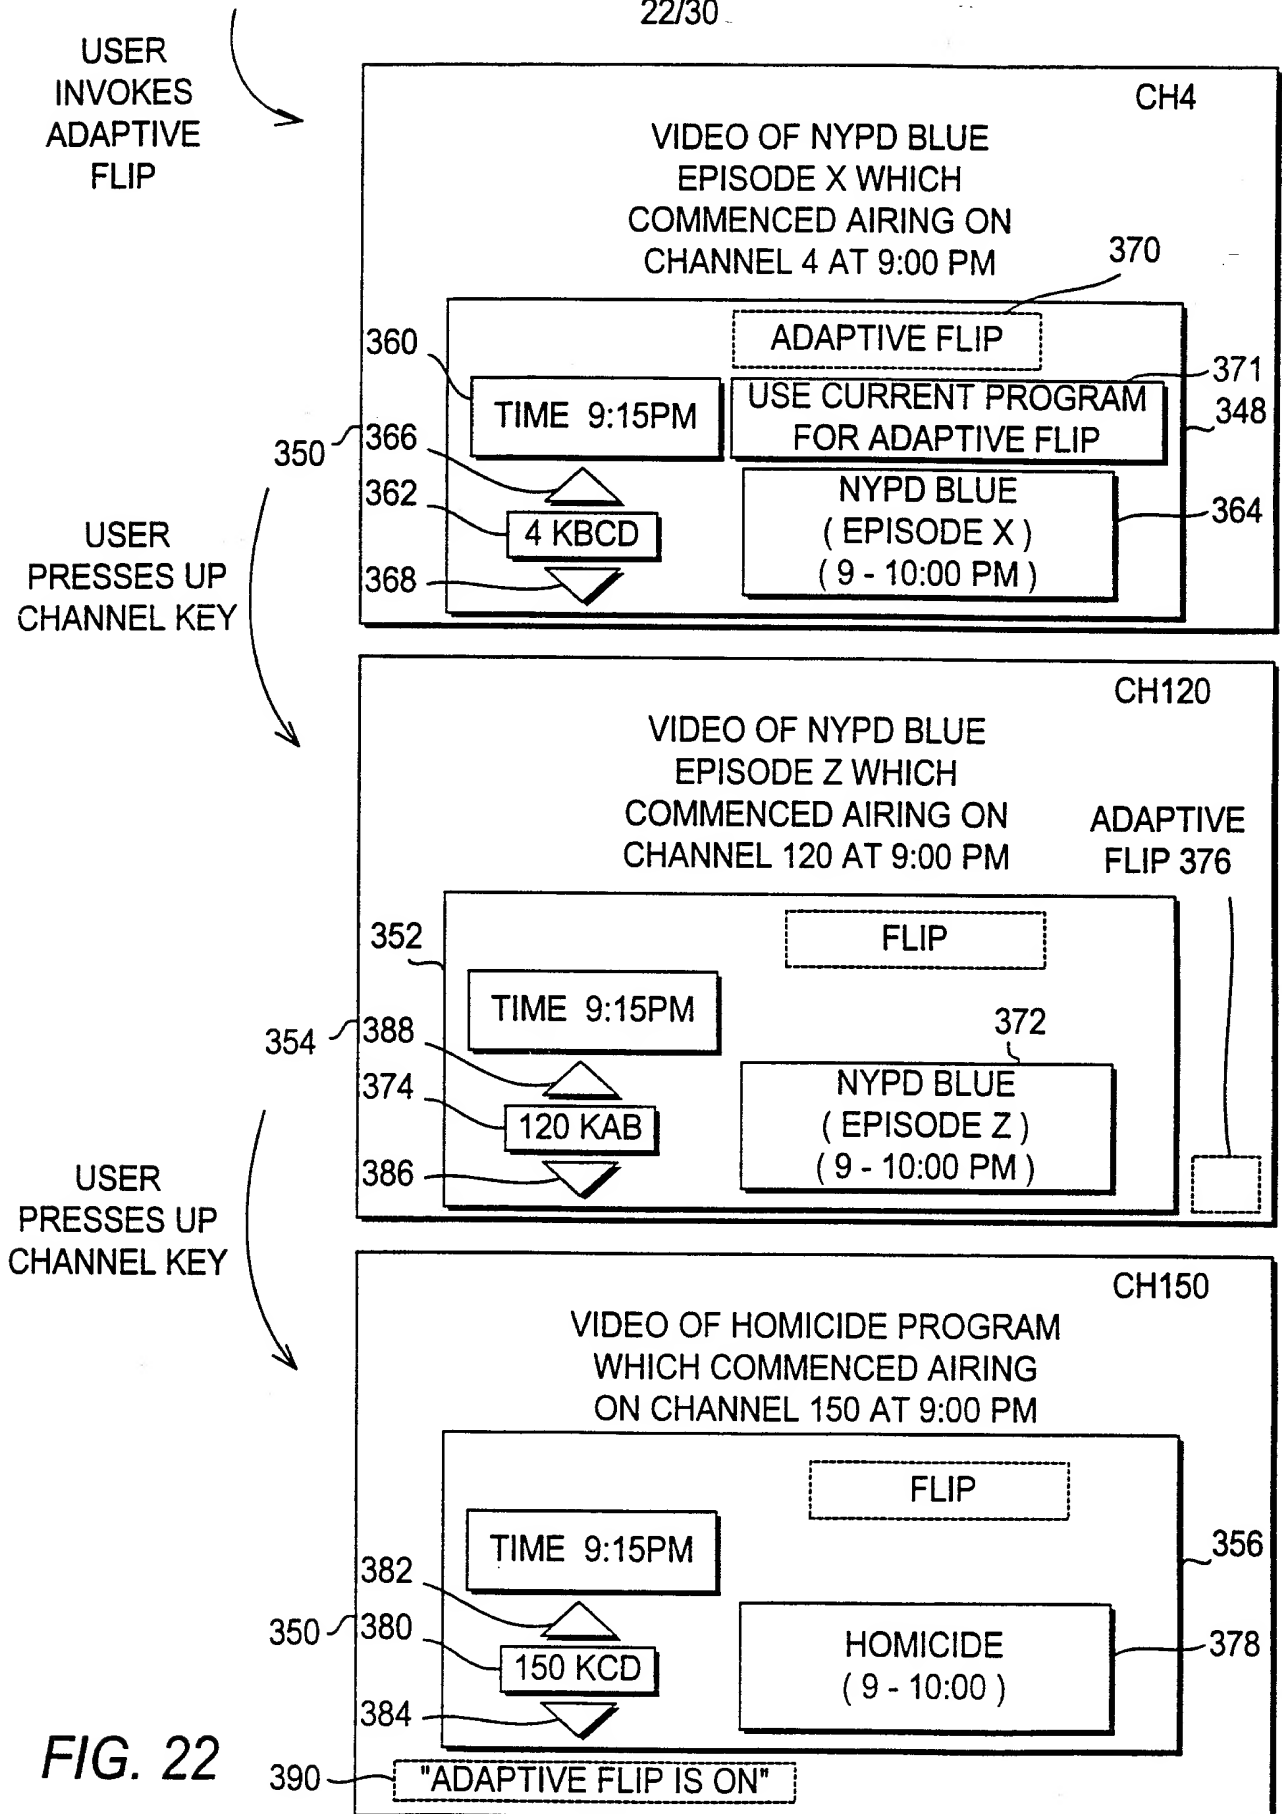 22/30
USER
INVOKES
ADAPTIVE
FLIP
CH4
VIDEO OF NYPD BLUE
EPISODE X WHICH
COMMENCED AIRING ON
CHANNEL 4 AT 9:00 PM
370
ADAPTIVE FLIP
360
371
TIME 9:15PM
USE CURRENT PROGRAM
FOR ADAPTIVE FLIP
348
350
366
362
4 KBCD
NYPD BLUE
( EPISODE X )
( 9 - 10:00 PM )
364
368
USER
PRESSES UP
CHANNEL KEY
CH120
VIDEO OF NYPD BLUE
EPISODE Z WHICH
COMMENCED AIRING ON
CHANNEL 120 AT 9:00 PM
ADAPTIVE
FLIP 376
352
FLIP
TIME 9:15PM
354
388
372
374
120 KAB
NYPD BLUE
( EPISODE Z )
( 9 - 10:00 PM )
386
USER
PRESSES UP
CHANNEL KEY
CH150
VIDEO OF HOMICIDE PROGRAM
WHICH COMMENCED AIRING
ON CHANNEL 150 AT 9:00 PM
FLIP
TIME 9:15PM
356
382
350
380
150 KCD
HOMICIDE
( 9 - 10:00 )
378
384
FIG. 22
390
"ADAPTIVE FLIP IS ON"